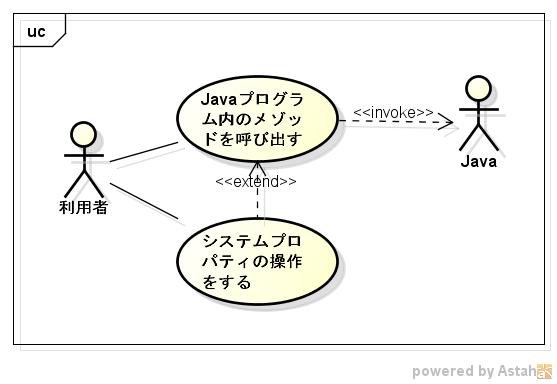 uc
Javaプログラ
ム内のメゾッ
ドを呼び出す
<<invoke>>
Java
利用者
<<extend>>
システムプロ
パティの操作
をする
powered by Astah